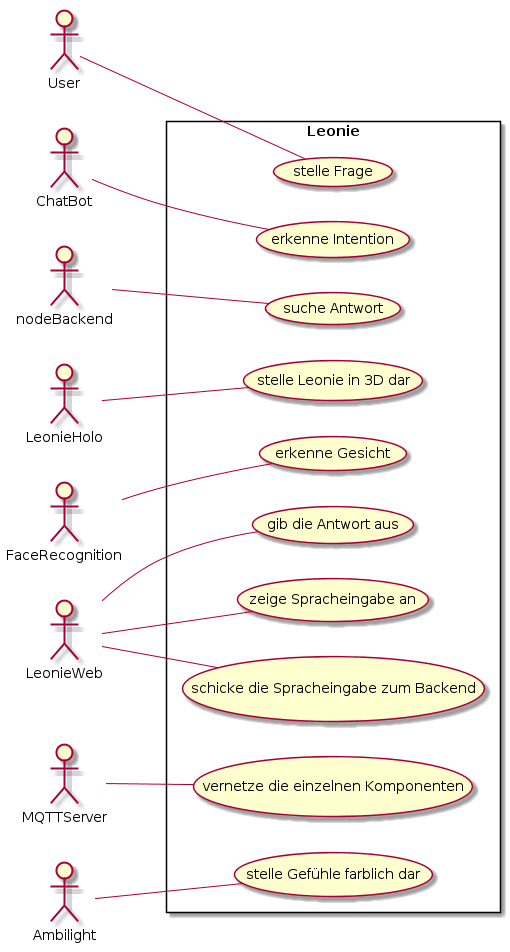 User
Leonie
stelle Frage
ChatBot
erkenne Intention
nodeBackend
suche Antwort
LeonieHolo
stelle Leonie in 3D dar
FaceRecognition
erkenne Gesicht
gib die Antwort aus
LeonieWeb
zeige Spracheingabe an
schicke die Spracheingabe zum Backend
MQTTServer
vernetze die einzelnen Komponenten
Ambilight
stelle Gefühle farblich dar